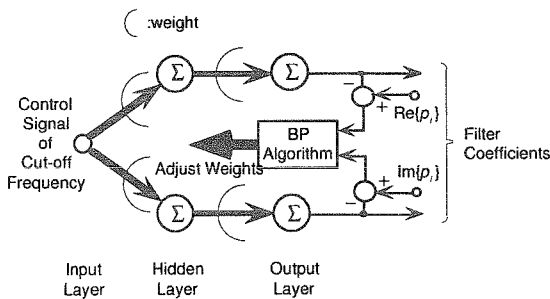 :weight
Control
Signal
of
Cut-off
Frequency
Σ
Σ
−
+
Re{pᵢ}
BP
Algorithm
Adjust Weights
Filter
Coefficients
+
Im{pᵢ}
−
Σ
Σ
Input
Layer
Hidden
Layer
Output
Layer